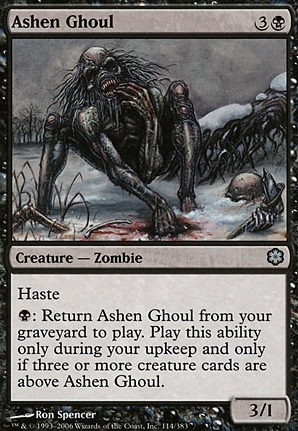 Ashen Ghoul 3
Creature — Zombie
Haste
: Return Ashen Ghoul from your
graveyard to play. Play this ability
only during your upkeep and only
if three or more creature cards are
above Ashen Ghoul.
3/1
Ron Spencer
™ & © 1993–2006 Wizards of the Coast, Inc. 114/383